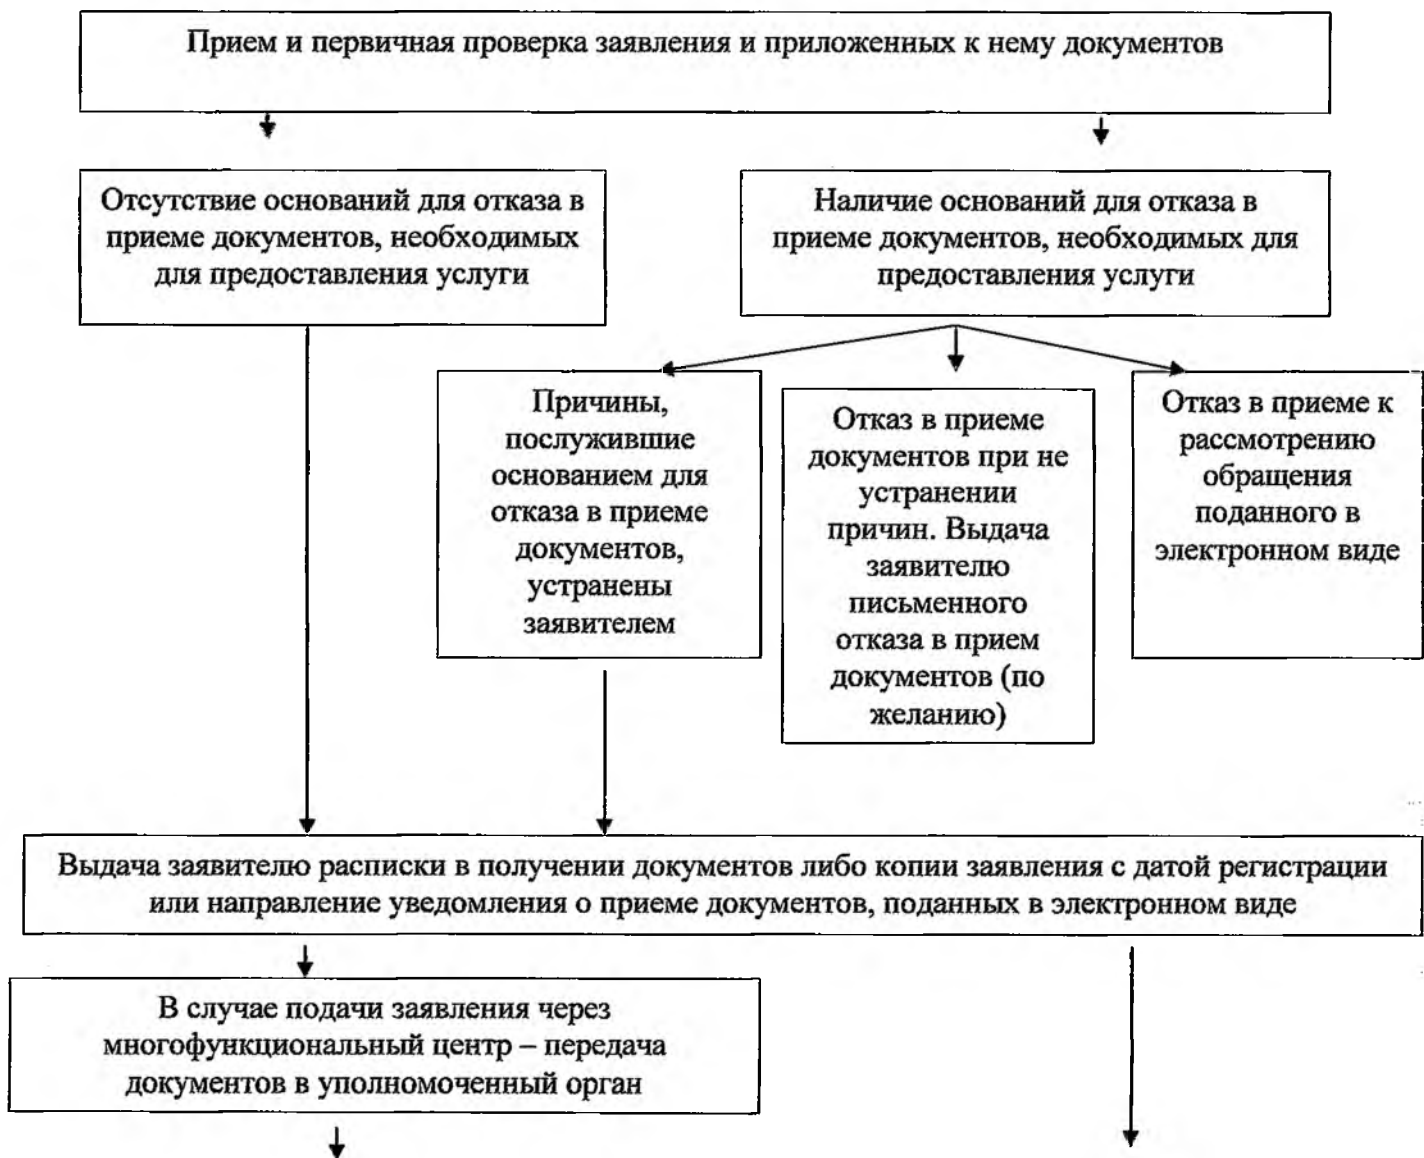 Прием и первичная проверка заявления и приложенных к нему документов
Отсутствие оснований для отказа в
приеме документов, необходимых
для предоставления услуги
Наличие оснований для отказа в
приеме документов, необходимых для
предоставления услуги
Причины,
послужившие
основанием для
отказа в приеме
документов,
устранены
заявителем
Отказ в приеме
документов при не
устранении
причин. Выдача
заявителю
письменного
отказа в прием
документов (по
желанию)
Отказ в приеме к
рассмотрению
обращения
поданного в
электронном виде
Выдача заявителю расписки в получении документов либо копии заявления с датой регистрации
или направление уведомления о приеме документов, поданных в электронном виде
В случае подачи заявления через
многофункциональный центр – передача
документов в уполномоченный орган